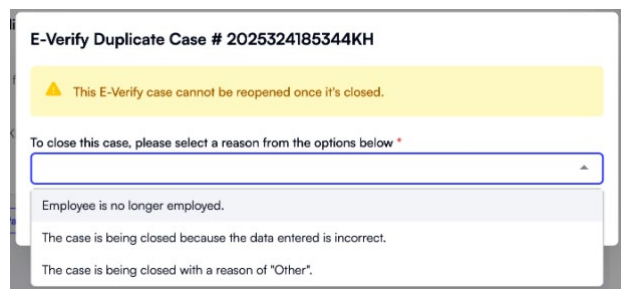 E-Verify Duplicate Case # 2025324185344KH
This E-Verify case cannot be reopened once it's closed.
To close this case, please select a reason from the options below *
Employee is no longer employed.
The case is being closed because the data entered is incorrect.
The case is being closed with a reason of "Other".